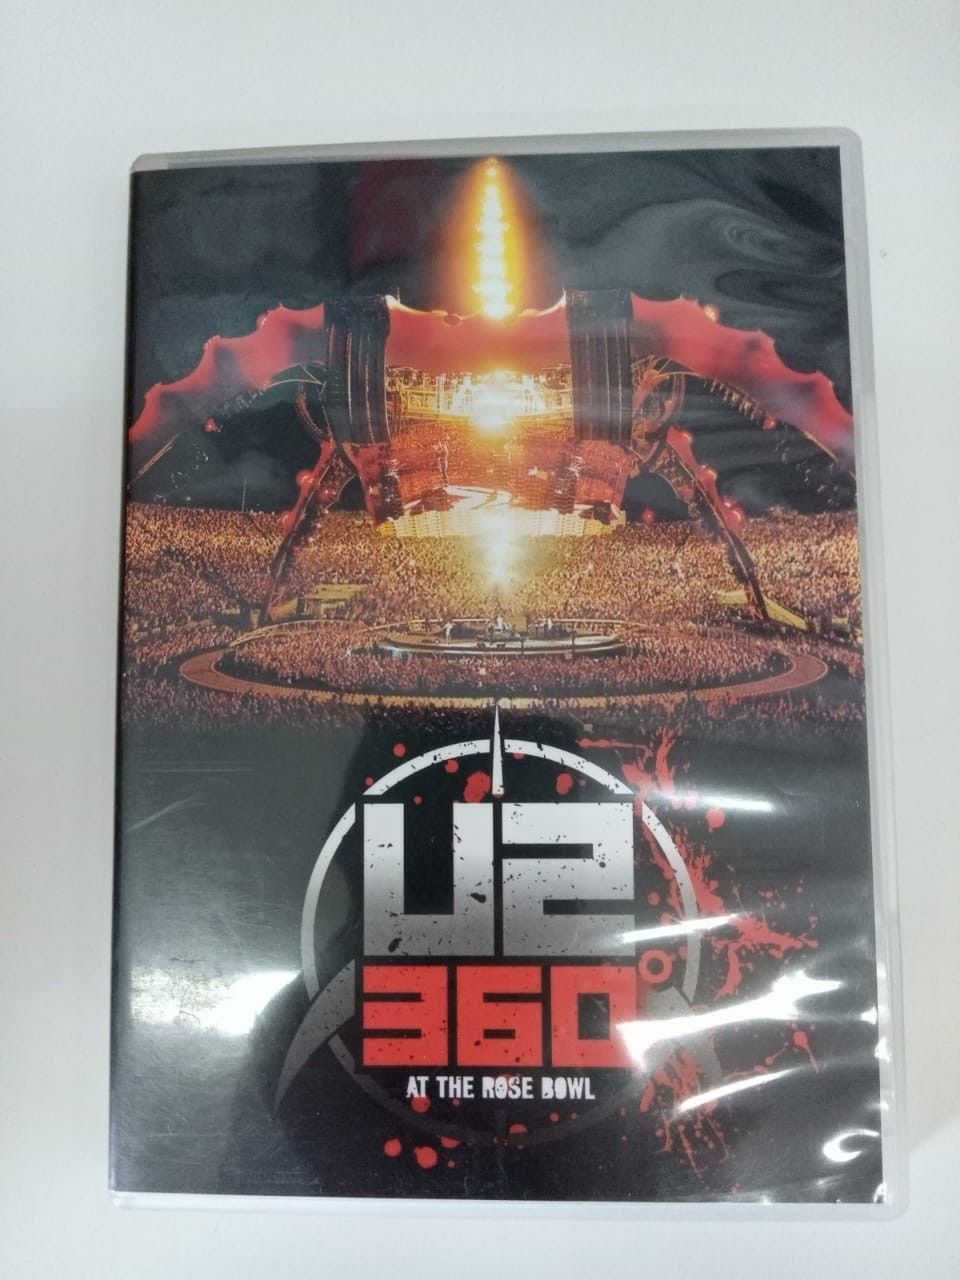 U2
360°
AT THE ROSE BOWL